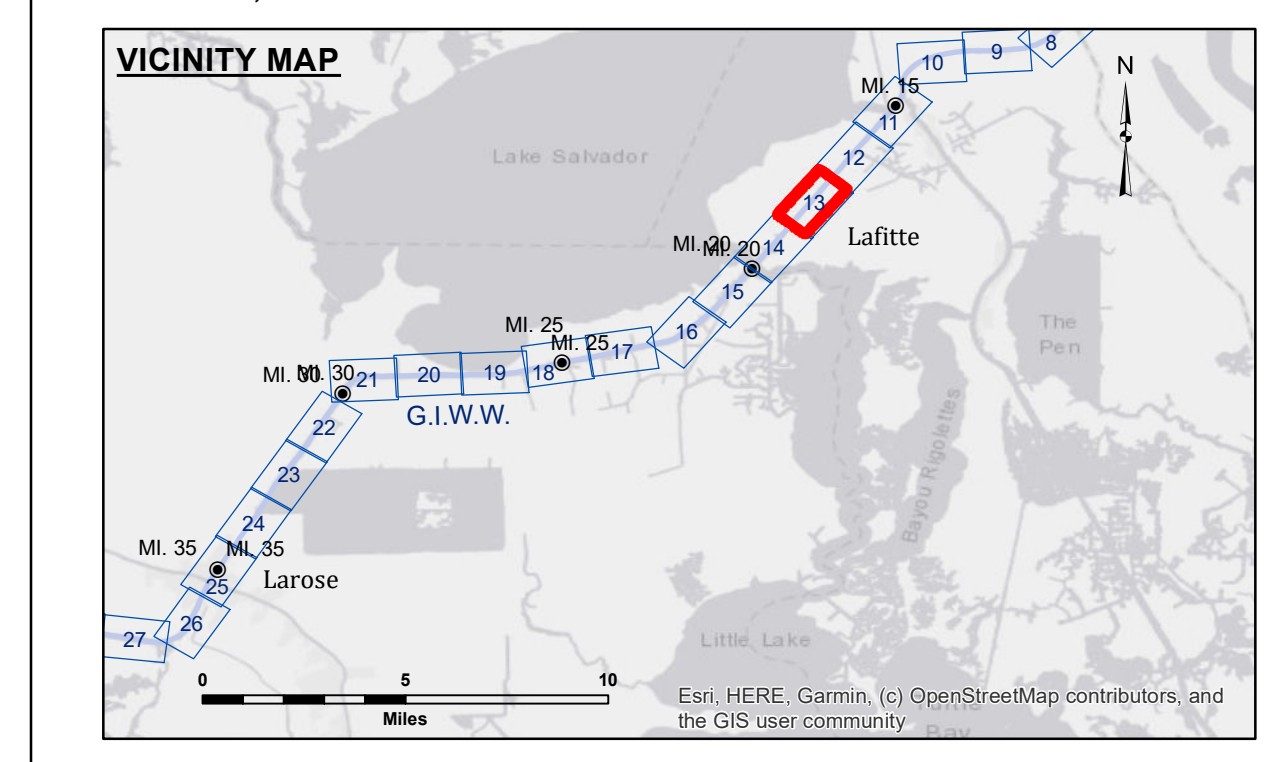 VICINITY MAP
8
9
10
N
MI. 15
11
12
Lake Salvador
13
Lafitte
MI. 20
MI. 20
14
15
16
The
Pen
MI. 25
MI. 25
17
18
19
20
21
MI. 30
MI. 30
G.I.W.W.
22
23
24
Bayou Rigolettes
MI. 35
MI. 35
25
Larose
26
27
Little Lake
0
5
10
Miles
Esri, HERE, Garmin, (c) OpenStreetMap contributors, and
the GIS user community
Bay